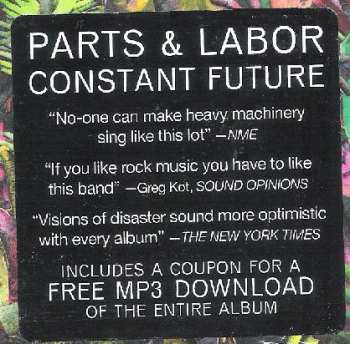 PARTS & LABOR
CONSTANT FUTURE
“No-one can make heavy machinery
sing like this lot” –NME
“If you like rock music you have to like
this band” –Greg Kot, SOUND OPINIONS
“Visions of disaster sound more optimistic
with every album” –THE NEW YORK TIMES
INCLUDES A COUPON FOR A
FREE MP3 DOWNLOAD
OF THE ENTIRE ALBUM